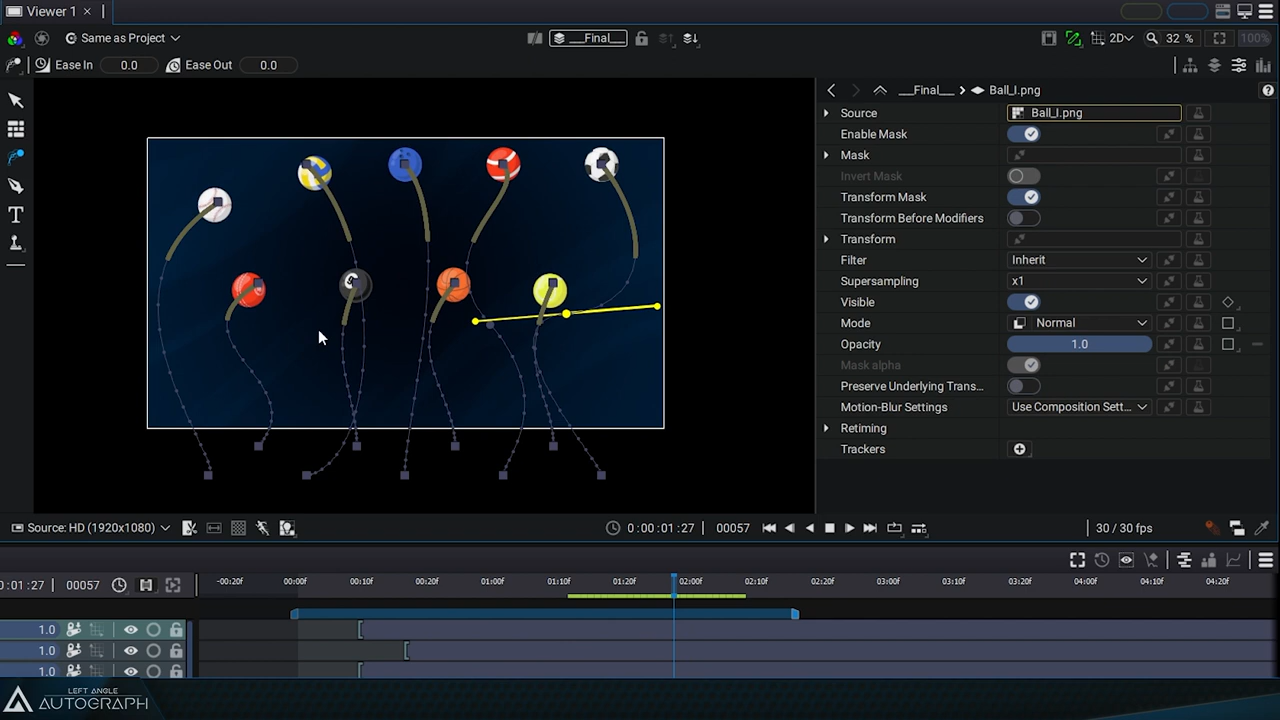 Viewer 1
Same as Project
__Final__
2D
32 %
100%
Ease In
0.0
Ease Out
0.0
__Final__
Ball_I.png
Source
Ball_I.png
Enable Mask
Mask
Invert Mask
Transform Mask
Transform Before Modifiers
Transform
Filter
Inherit
Supersampling
x1
Visible
Mode
Normal
Opacity
1.0
Mask alpha
Preserve Underlying Trans...
Motion-Blur Settings
Use Composition Sett...
Retiming
Trackers
Source: HD (1920x1080)
0:00:01:27
00057
30 / 30 fps
0:01:27
00057
-00:20f
00:00f
00:10f
00:20f
01:00f
01:10f
01:20f
02:00f
02:10f
02:20f
03:00f
03:10f
03:20f
04:00f
04:10f
04:20f
1.0
1.0
1.0
LEFT ANGLE
AUTOGRAPH